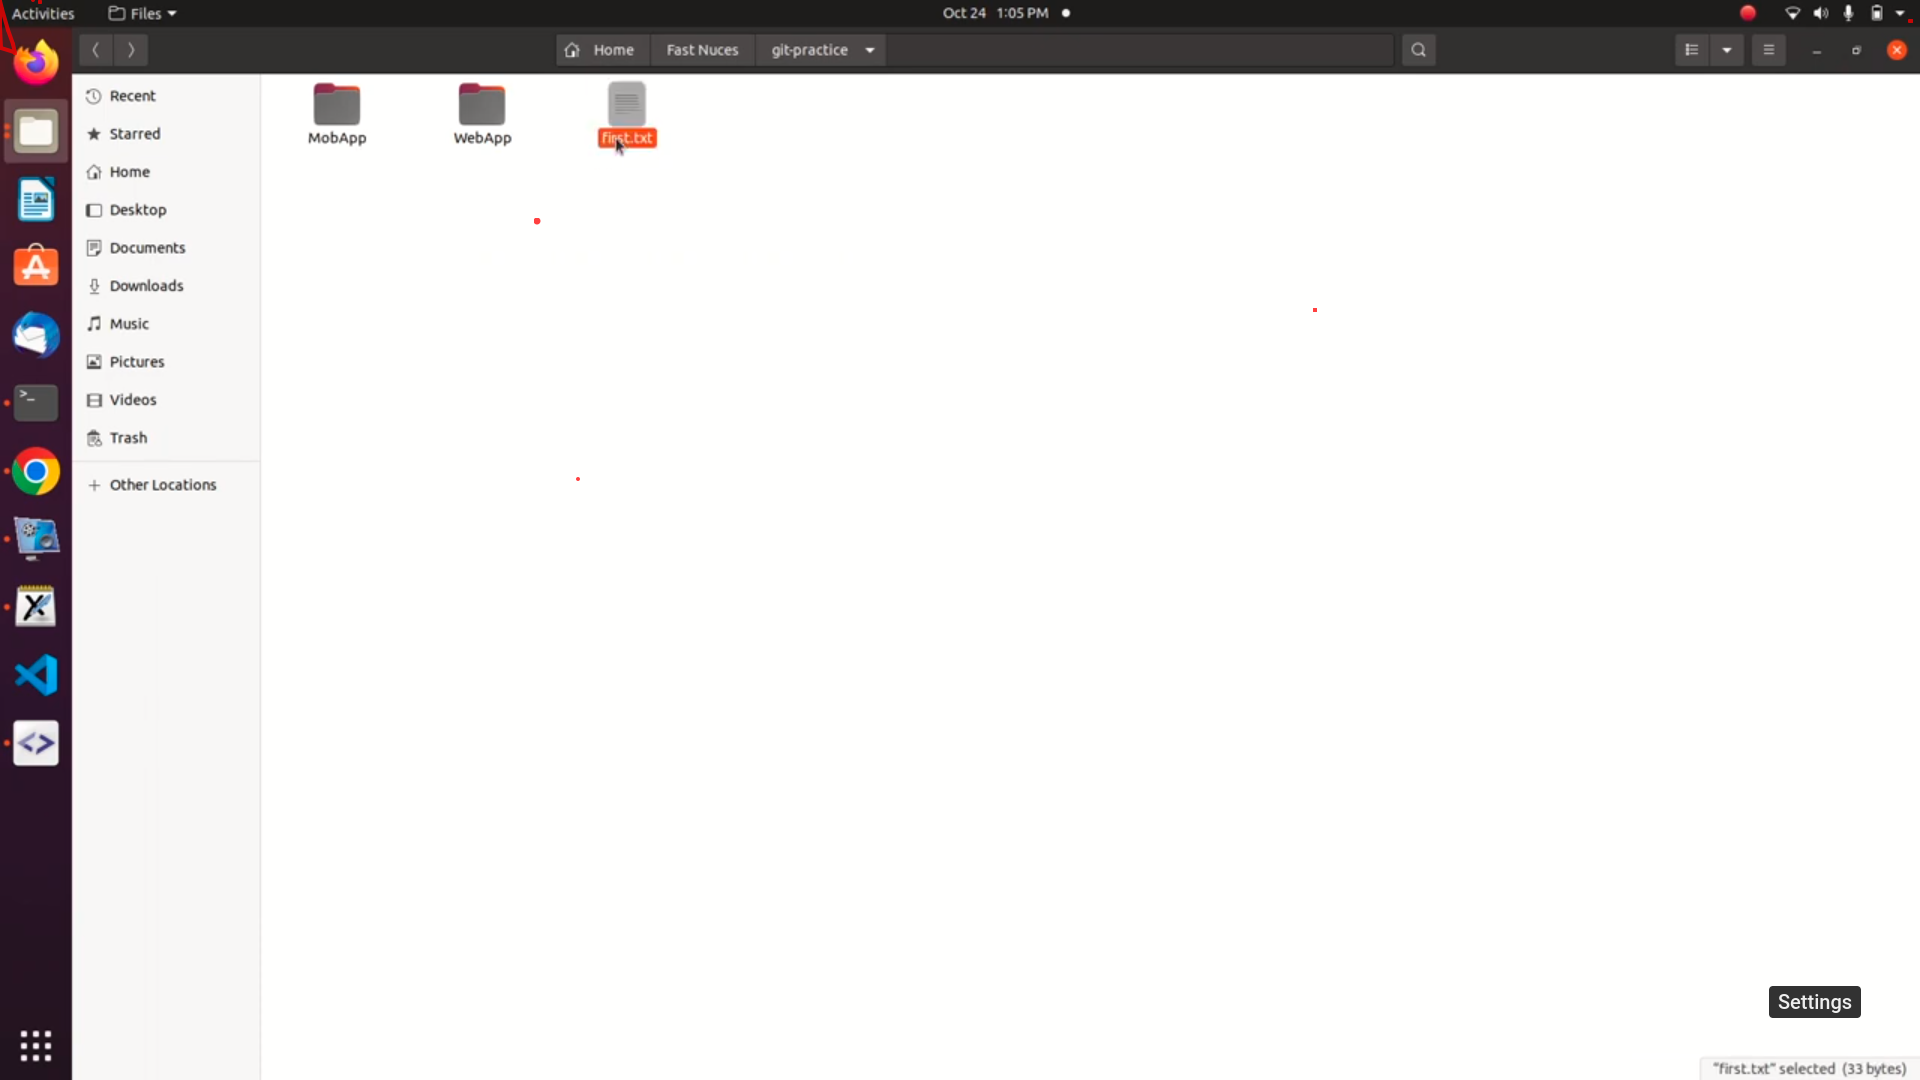 Activities
Files
Oct 24 1:05 PM
Home
Fast Nuces
git-practice
Recent
Starred
Home
Desktop
Documents
Downloads
Music
Pictures
Videos
Trash
+ Other Locations
MobApp
WebApp
first.txt
Settings
"first.txt" selected (33 bytes)